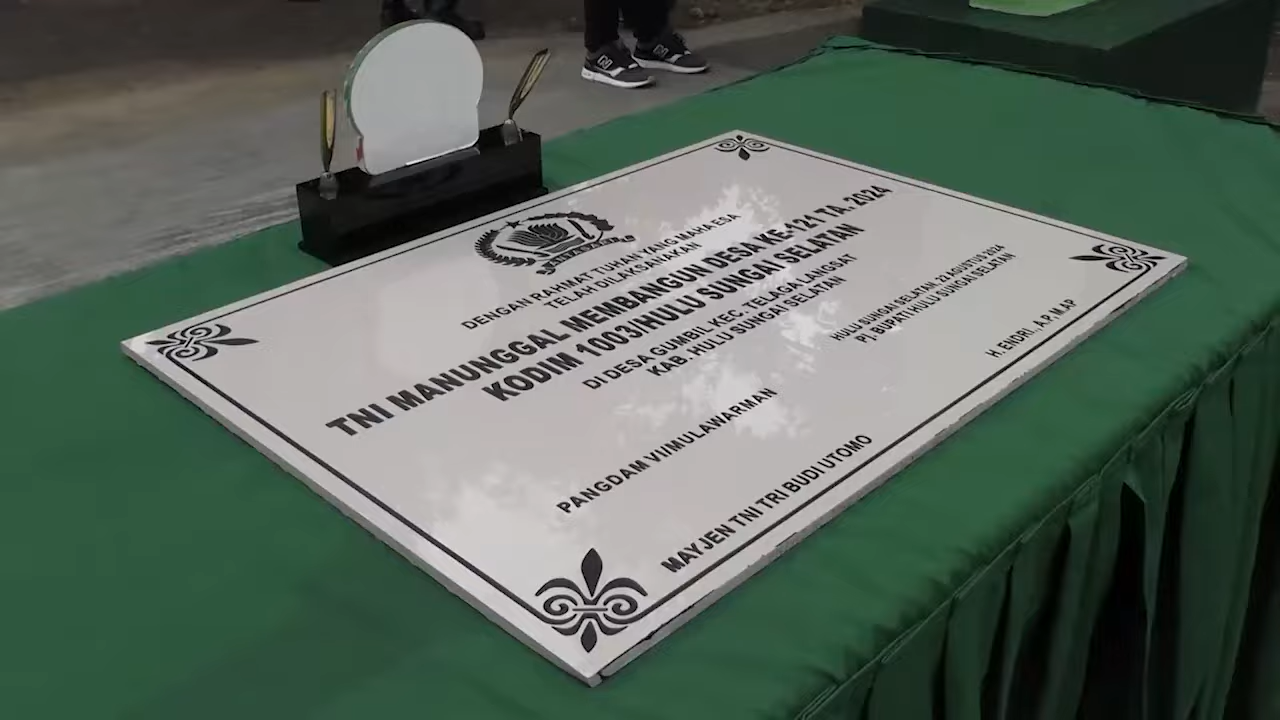 DENGAN RAHMAT TUHAN YANG MAHA ESA
TELAH DILAKSANAKAN
TNI MANUNGGAL MEMBANGUN DESA KE-121 TA. 2024
KODIM 1003/HULU SUNGAI SELATAN
DI DESA GUMBIL KEC. TELAGA LANGSAT
KAB. HULU SUNGAI SELATAN
HULU SUNGAI SELATAN, 22 AGUSTUS 2024
Pj. BUPATI HULU SUNGAI SELATAN
PANGDAM VI/MULAWARMAN
H. ENDRI., A.P, M.AP
MAYJEN TNI TRI BUDI UTOMO